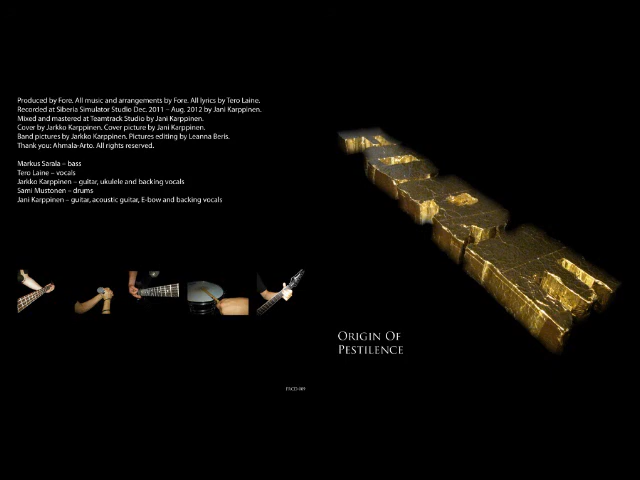 Produced by Fore. All music and arrangements by Fore. All lyrics by Tero Laine.
Recorded at Siberia Simulator Studio Dec. 2011 – Aug. 2012 by Jani Karppinen.
Mixed and mastered at Teamtrack Studio by Jani Karppinen.
Cover by Jarkko Karppinen. Cover picture by Jani Karppinen.
Band pictures by Jarkko Karppinen. Pictures editing by Leanna Beris.
Thank you: Ahmala-Arto. All rights reserved.
Markus Sarala – bass
Tero Laine – vocals
Jarkko Karppinen – guitar, ukulele and backing vocals
Sami Mustonen – drums
Jani Karppinen – guitar, acoustic guitar, E-bow and backing vocals
FORE
Origin Of
Pestilence